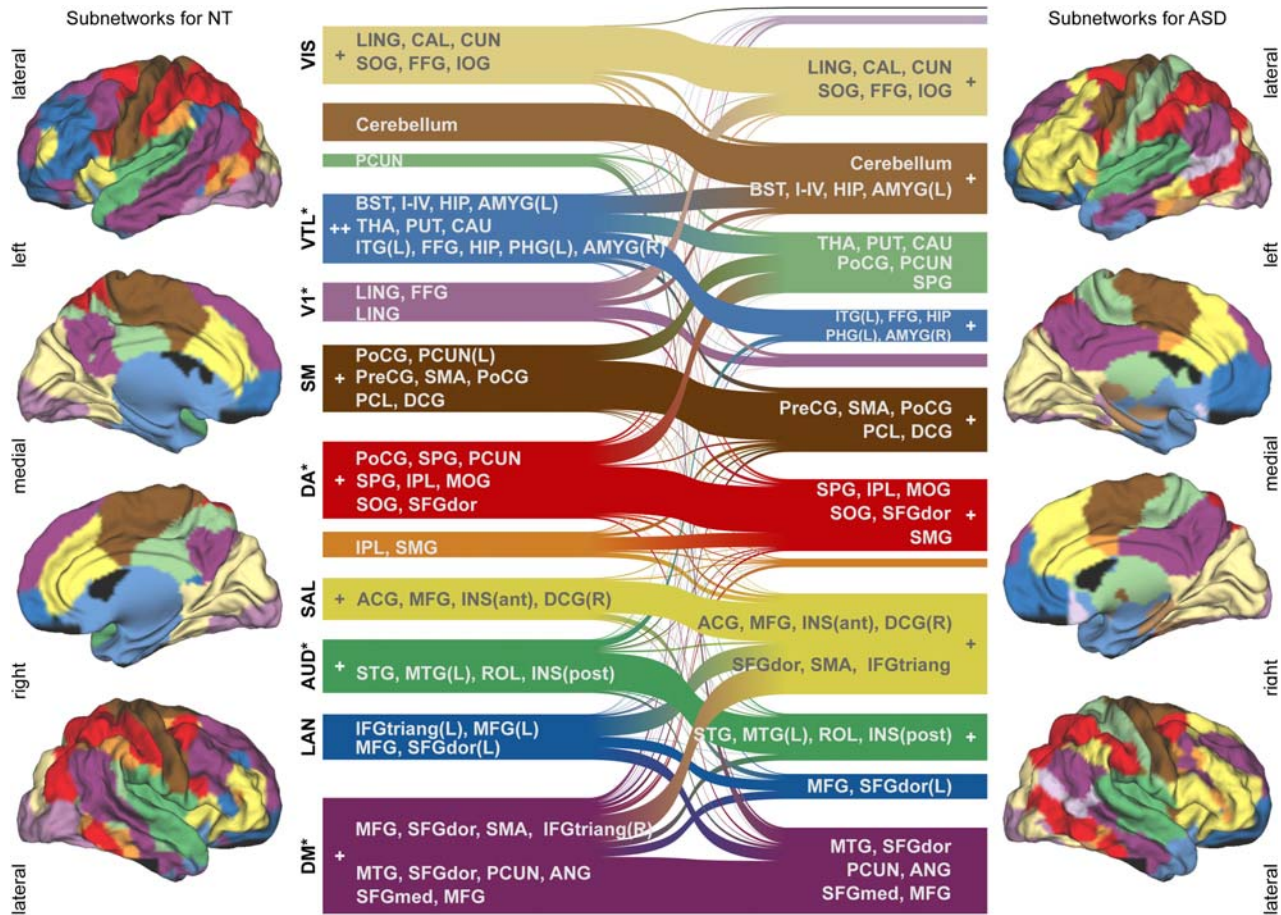 Subnetworks for NT
Subnetworks for ASD
lateral
left
medial
right
lateral
VIS
+ LING, CAL, CUN
SOG, FFG, IOG
Cerebellum
PCUN
VTL*
BST, I-IV, HIP, AMYG(L)
++ THA, PUT, CAU
ITG(L), FFG, HIP, PHG(L), AMYG(R)
V1*
LING, FFG
LING
SM
PoCG, PCUN(L)
+ PreCG, SMA, PoCG
PCL, DCG
DA*
PoCG, SPG, PCUN
+ SPG, IPL, MOG
SOG, SFGdor
IPL, SMG
SAL
+ ACG, MFG, INS(ant), DCG(R)
AUD*
+ STG, MTG(L), ROL, INS(post)
LAN
IFGtriang(L), MFG(L)
MFG, SFGdor(L)
DM*
MFG, SFGdor, SMA, IFGtriang(R)
+
MTG, SFGdor, PCUN, ANG
SFGmed, MFG
LING, CAL, CUN +
SOG, FFG, IOG
Cerebellum
+
BST, I-IV, HIP, AMYG(L)
THA, PUT, CAU
PoCG, PCUN
SPG
ITG(L), FFG, HIP
+
PHG(L), AMYG(R)
PreCG, SMA, PoCG
+
PCL, DCG
SPG, IPL, MOG
SOG, SFGdor +
SMG
ACG, MFG, INS(ant), DCG(R)
+
SFGdor, SMA, IFGtriang
STG, MTG(L), ROL, INS(post) +
MFG, SFGdor(L)
MTG, SFGdor
PCUN, ANG
SFGmed, MFG
lateral
left
medial
right
lateral